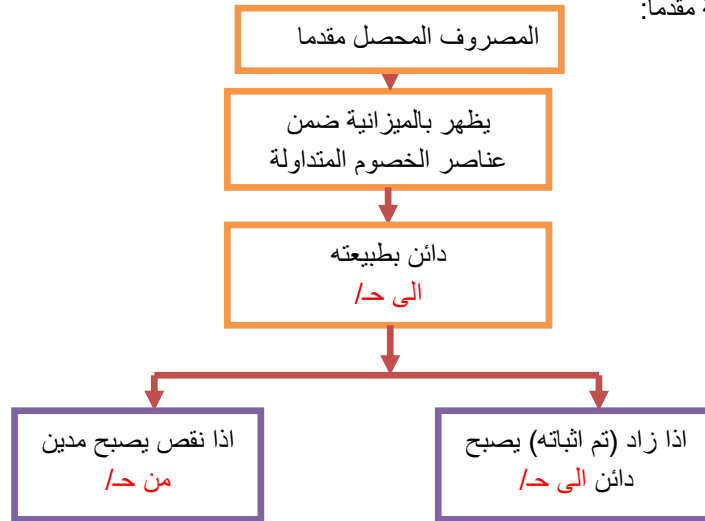 مقدما:
المصروف المحصل مقدما
يظهر بالميزانية ضمن
عناصر الخصوم المتداولة
دائن بطبيعته
الى حـ/
اذا زاد (تم اثباته) يصبح
دائن الى حـ/
اذا نقص يصبح مدين
من حـ/